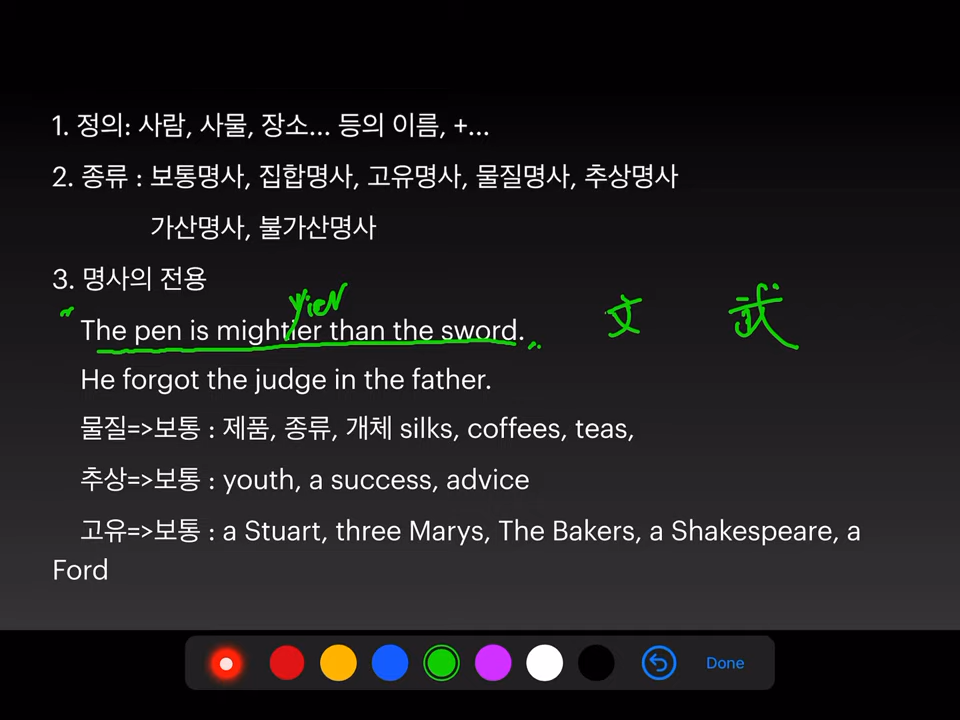 1. 정의: 사람, 사물, 장소... 등의 이름, +...
2. 종류 : 보통명사, 집합명사, 고유명사, 물질명사, 추상명사
가산명사, 불가산명사
3. 명사의 전용
The pen is mightier than the sword. 文 武
He forgot the judge in the father.
물질=>보통 : 제품, 종류, 개체 silks, coffees, teas,
추상=>보통 : youth, a success, advice
고유=>보통 : a Stuart, three Marys, The Bakers, a Shakespeare, a
Ford
Done